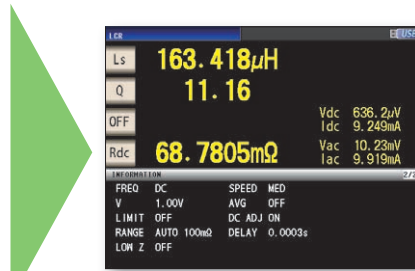 LCR USB
Ls 163.418μH
Q 11.16
OFF Vdc 636.2μV
Idc 9.249mA
Rdc 68.7805mΩ Vac 10.23mV
Iac 9.919mA
INFORMATION 2/2
FREQ DC SPEED MED
V 1.00V AVG OFF
LIMIT OFF DC ADJ ON
RANGE AUTO 100mΩ DELAY 0.0003s
LOW Z OFF